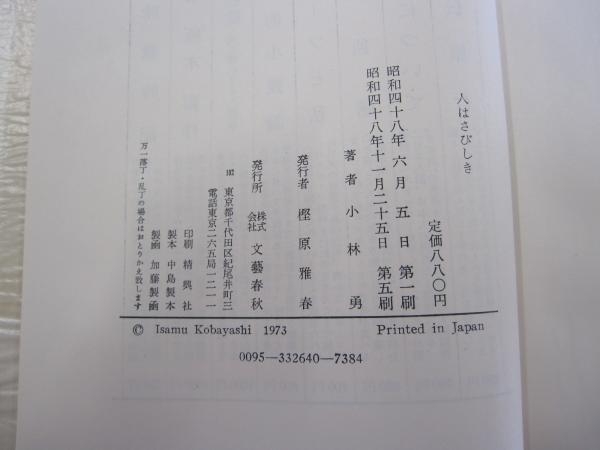 人はさびしき
定価八八〇円
昭和四十八年六月五日 第一刷
昭和四十八年十一月二十五日 第五刷
著者 小林勇
発行者 樫原雅春
発行所 株式会社 文藝春秋
102 東京都千代田区紀尾井町三
電話東京二六五局一二一一
印刷 精興社
製本 中島製本
製函 加藤製函
万一落丁・乱丁の場合はおとりかえ致します
© Isamu Kobayashi 1973 Printed in Japan
0095—332640—7384